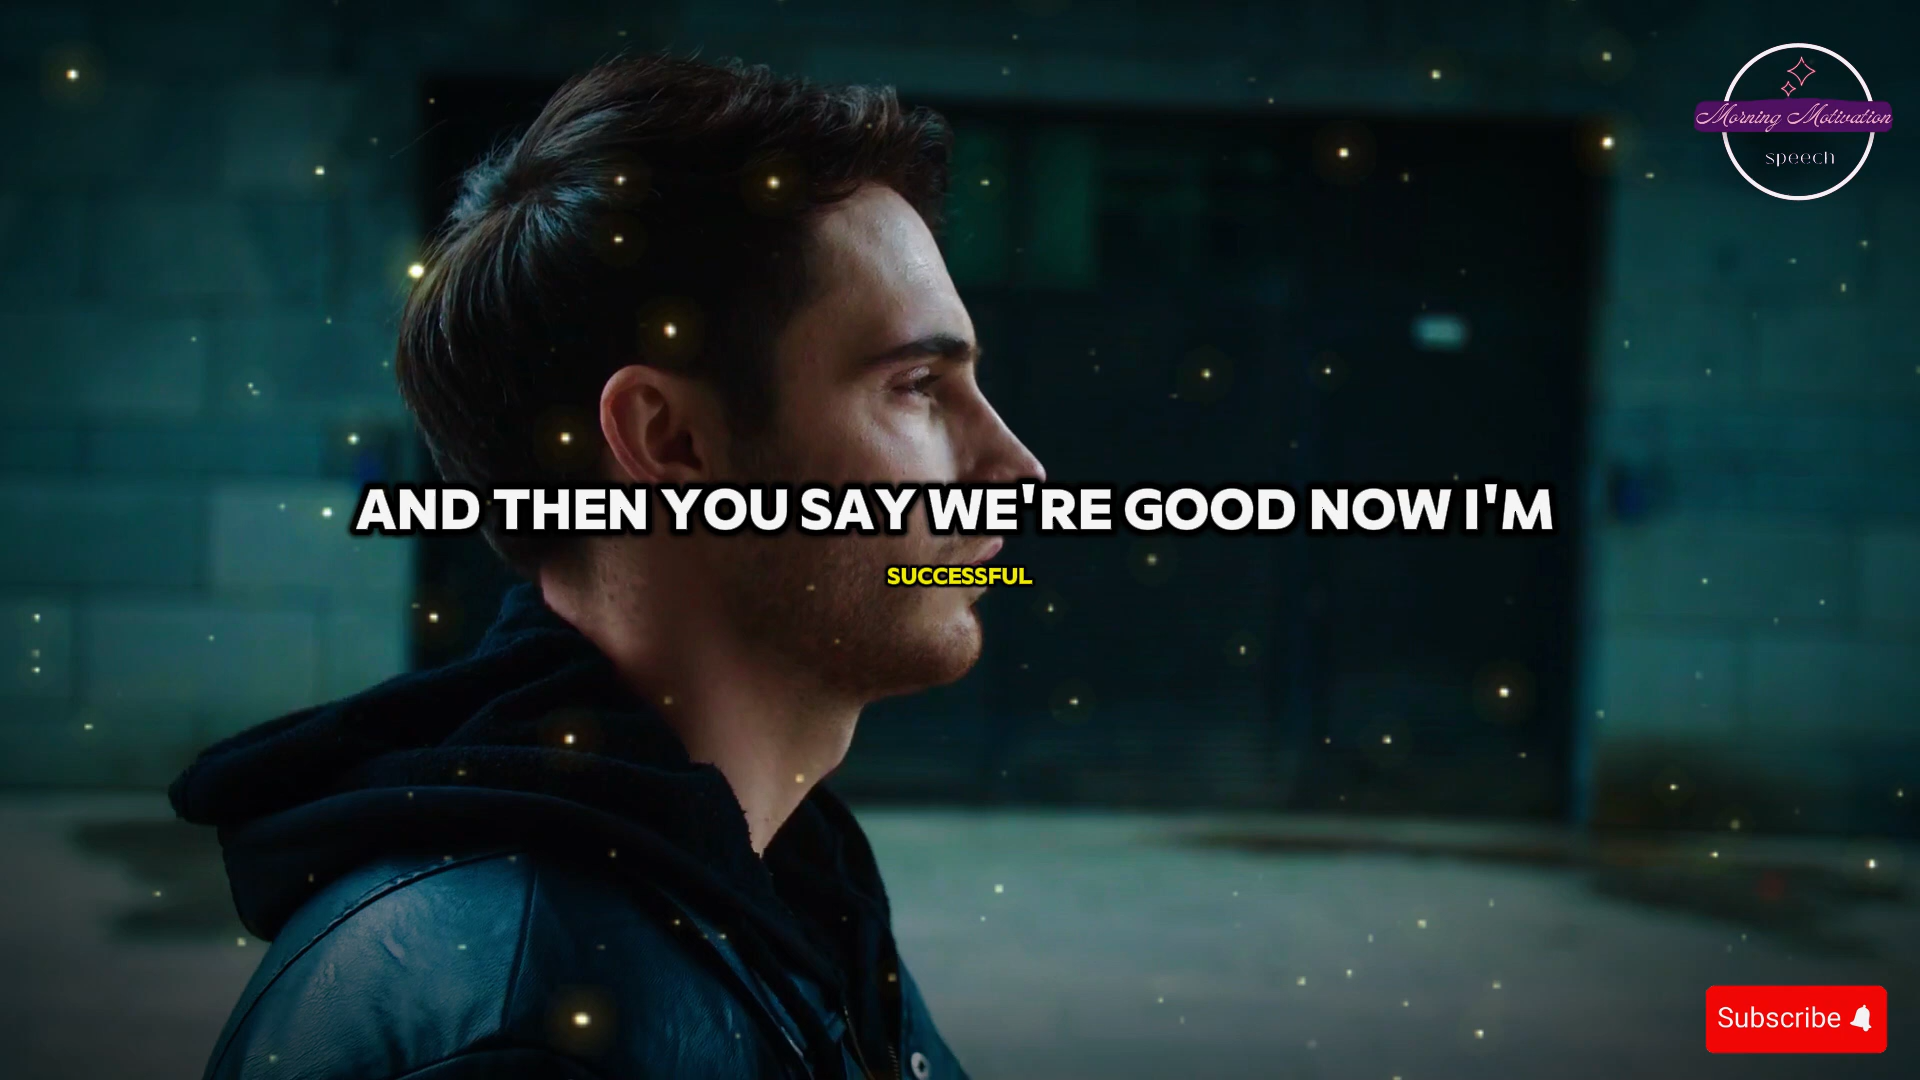 Morning Motivation
speech
AND THEN YOU SAY WE'RE GOOD NOW I'M
SUCCESSFUL
Subscribe